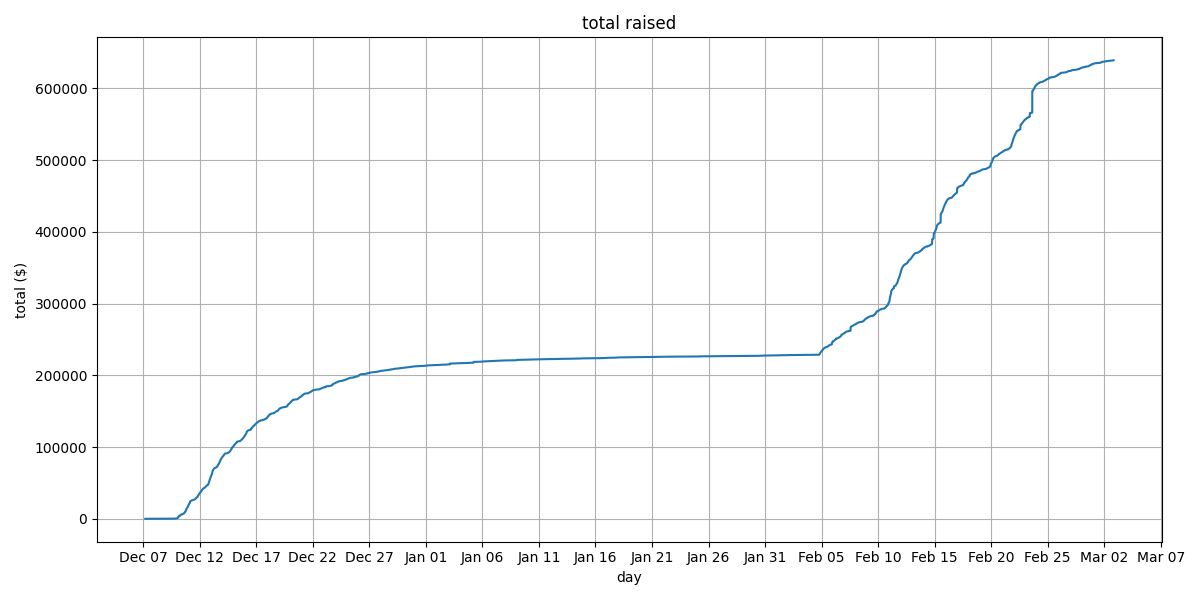 total raised
total ($)
600000
500000
400000
300000
200000
100000
0
Dec 07 Dec 12 Dec 17 Dec 22 Dec 27 Jan 01 Jan 06 Jan 11 Jan 16 Jan 21 Jan 26 Jan 31 Feb 05 Feb 10 Feb 15 Feb 20 Feb 25 Mar 02 Mar 07
day